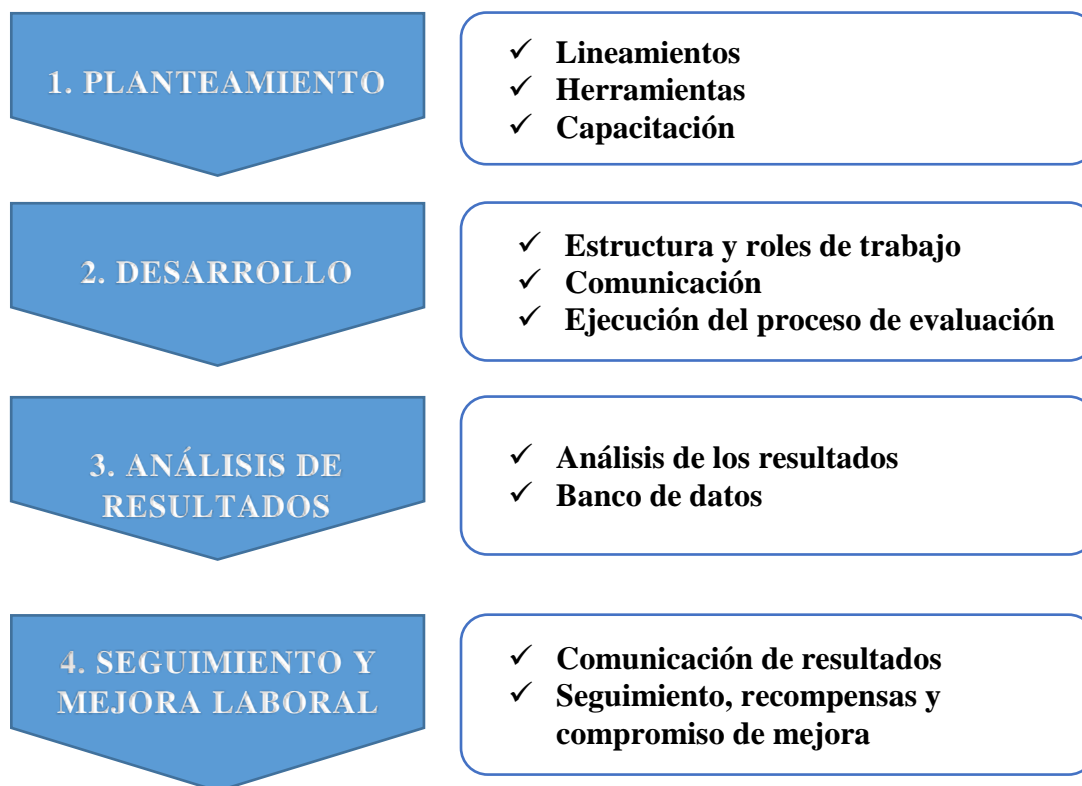 1. PLANTEAMIENTO
✓ Lineamientos
✓ Herramientas
✓ Capacitación
2. DESARROLLO
✓ Estructura y roles de trabajo
✓ Comunicación
✓ Ejecución del proceso de evaluación
3. ANÁLISIS DE
RESULTADOS
✓ Análisis de los resultados
✓ Banco de datos
4. SEGUIMIENTO Y
MEJORA LABORAL
✓ Comunicación de resultados
✓ Seguimiento, recompensas y
compromiso de mejora